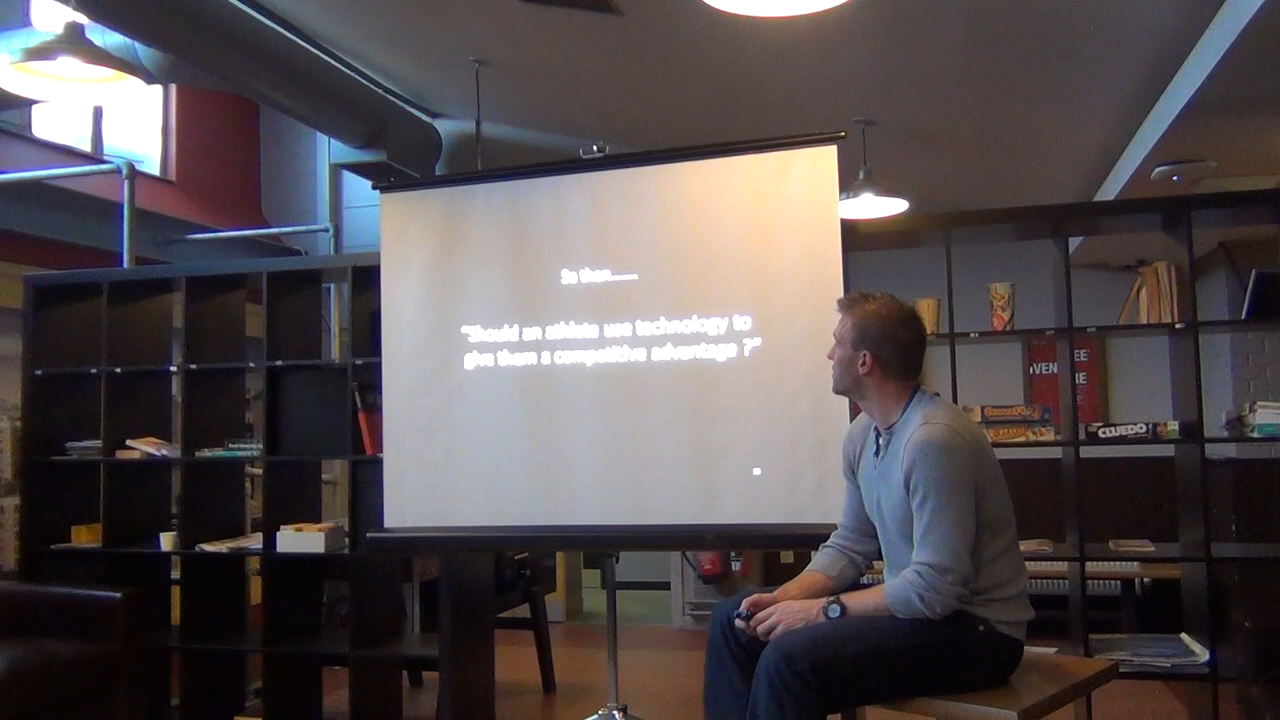 So then......
"Should an athlete use technology to
give them a competitive advantage ?"
CLUEDO